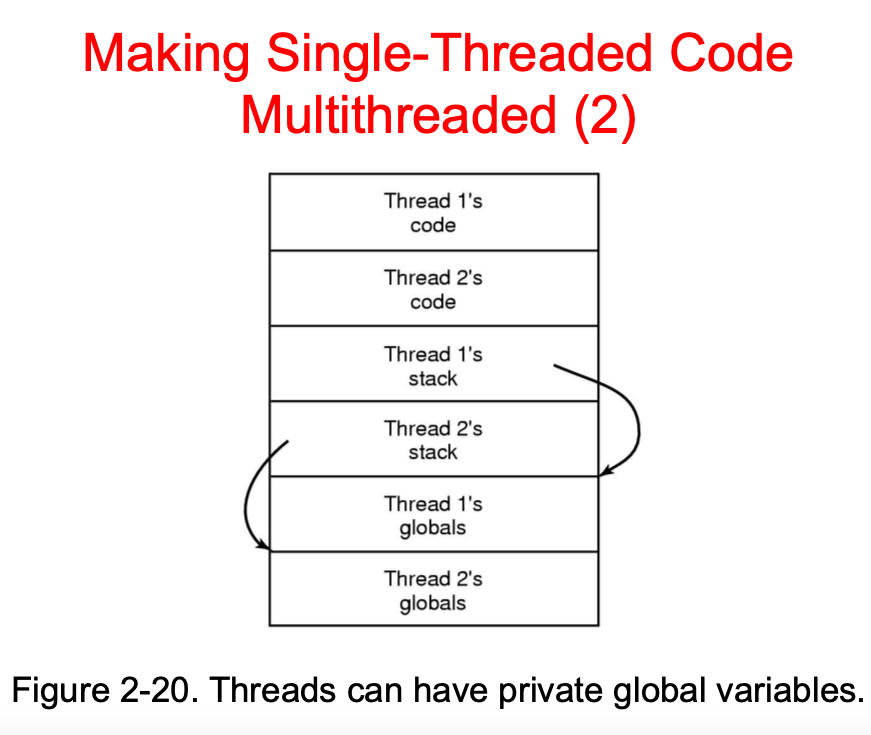 Making Single-Threaded Code
Multithreaded (2)
Thread 1's
code
Thread 2's
code
Thread 1's
stack
Thread 2's
stack
Thread 1's
globals
Thread 2's
globals
Figure 2-20. Threads can have private global variables.